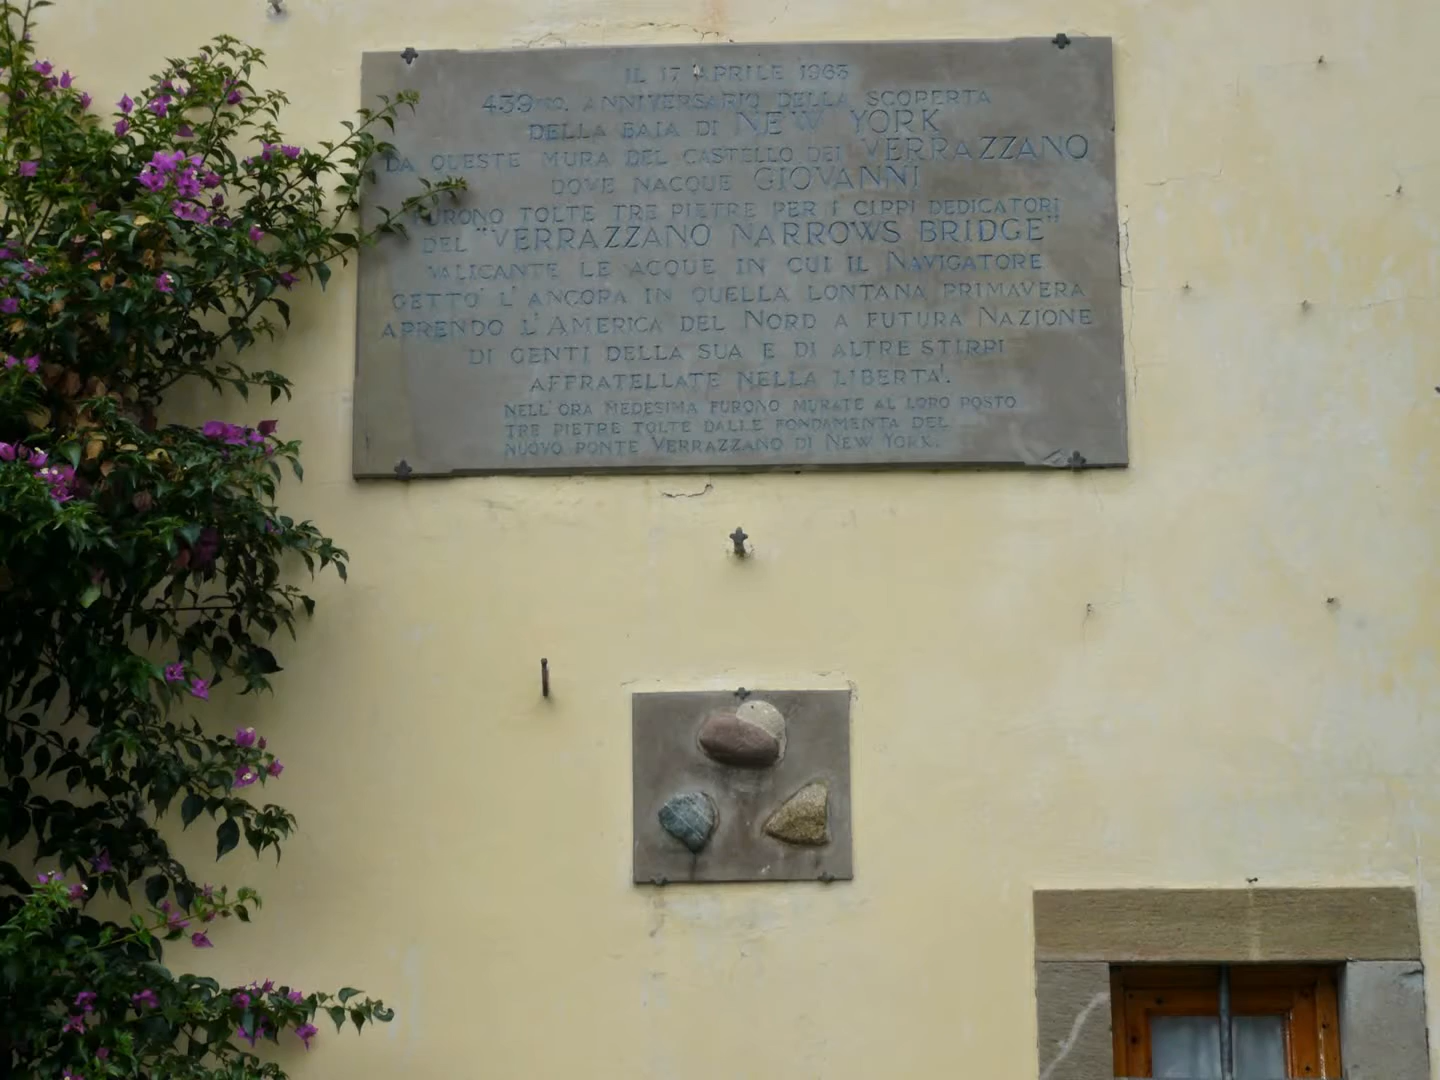 IL 17 APRILE 1963
439MO. ANNIVERSARIO DELLA SCOPERTA
DELLA BAIA DI NEW YORK
DA QUESTE MURA DEL CASTELLO DEI VERRAZZANO
DOVE NACQUE GIOVANNI
FURONO TOLTE TRE PIETRE PER I CIPPI DEDICATORI
DEL "VERRAZZANO NARROWS BRIDGE"
VALICANTE LE ACQUE IN CUI IL NAVIGATORE
GETTO' L'ANCORA IN QUELLA LONTANA PRIMAVERA
APRENDO L'AMERICA DEL NORD A FUTURA NAZIONE
DI GENTI DELLA SUA E DI ALTRE STIRPI
AFFRATELLATE NELLA LIBERTA'.
NELL'ORA MEDESIMA FURONO MURATE AL LORO POSTO
TRE PIETRE TOLTE DALLE FONDAMENTA DEL
NUOVO PONTE VERRAZZANO DI NEW YORK.